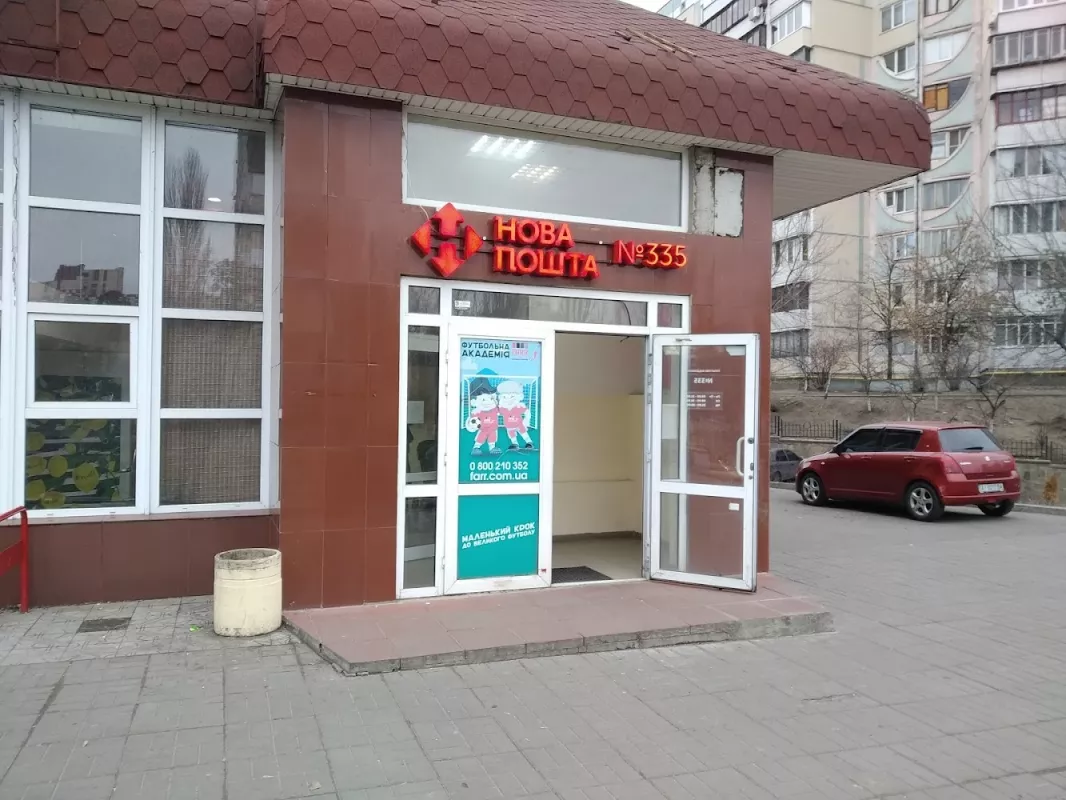 НОВА
ПОШТА
№335
ФУТБОЛЬНА
АКАДЕМІЯ
0 800 210 352
farr.com.ua
МАЛЕНЬКИЙ КРОК
ДО ВЕЛИКОГО ФУТБОЛУ